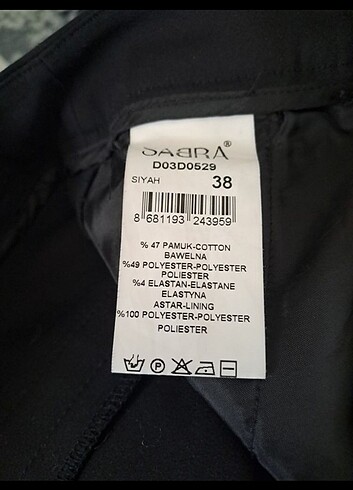 SABRA®
D03D0529
SIYAH 38
8 681193 243959
% 47 PAMUK-COTTON
BAWELNA
%49 POLYESTER-POLYESTER
POLIESTER
%4 ELASTAN-ELASTANE
ELASTYNA
ASTAR-LINING
%100 POLYESTER-POLYESTER
POLIESTER
P